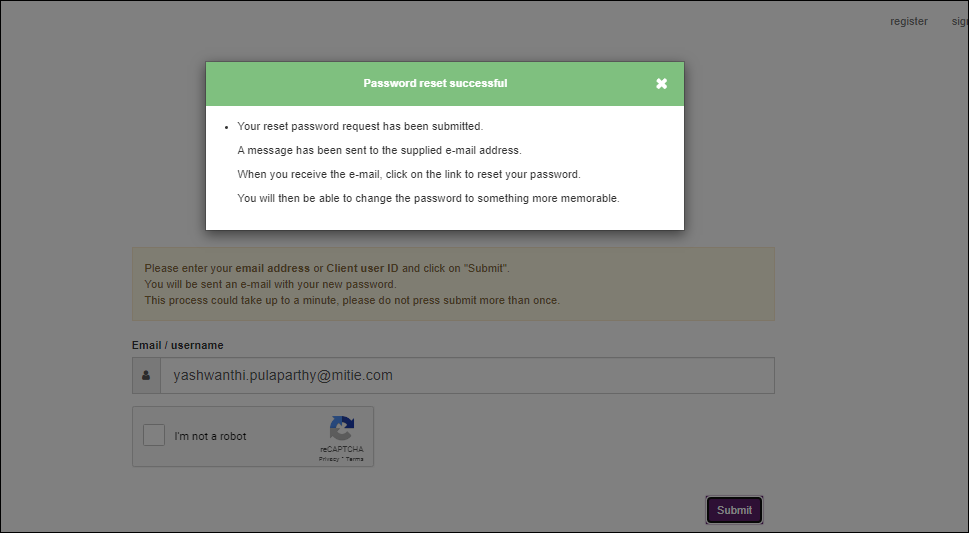 register sig
Password reset successful
Your reset password request has been submitted.
A message has been sent to the supplied e-mail address.
When you receive the e-mail, click on the link to reset your password.
You will then be able to change the password to something more memorable.
Please enter your email address or Client user ID and click on "Submit".
You will be sent an e-mail with your new password.
This process could take up to a minute, please do not press submit more than once.
Email / username
yashwanthi.pulaparthy@mitie.com
I'm not a robot
reCAPTCHA
Privacy - Terms
Submit